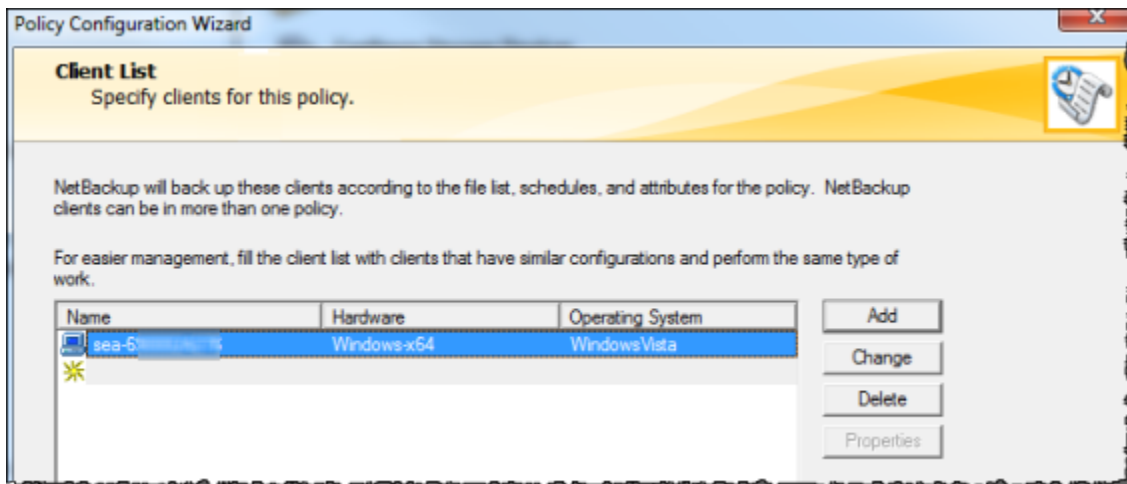 Policy Configuration Wizard
Client List
Specify clients for this policy.
NetBackup will back up these clients according to the file list, schedules, and attributes for the policy. NetBackup
clients can be in more than one policy.
For easier management, fill the client list with clients that have similar configurations and perform the same type of
work.
Name Hardware Operating System
Windows-x64 WindowsVista
Add
Change
Delete
Properties